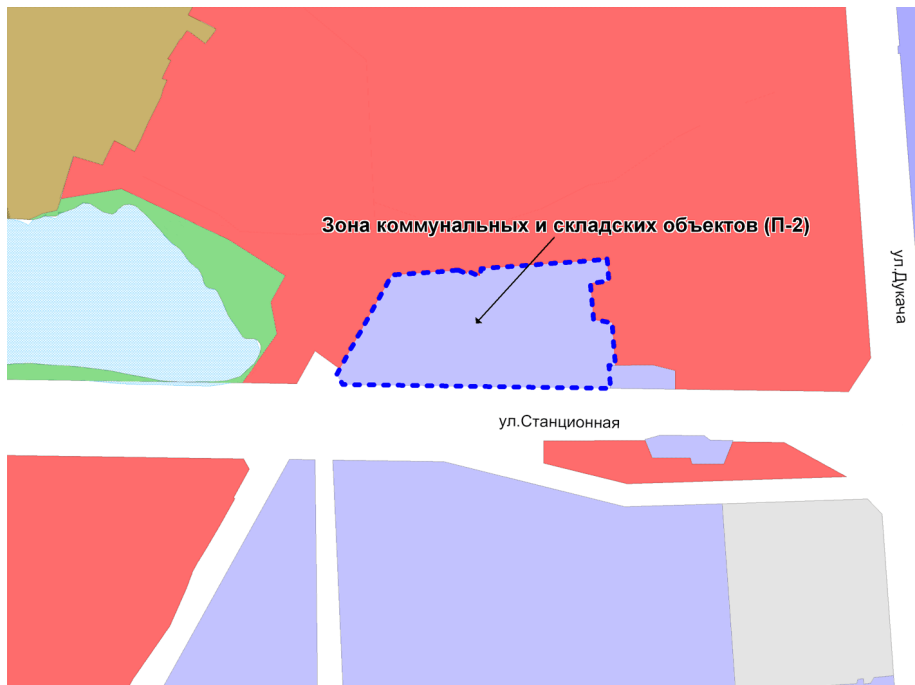 Зона коммунальных и складских объектов (П-2)
ул.Дукача
ул.Станционная